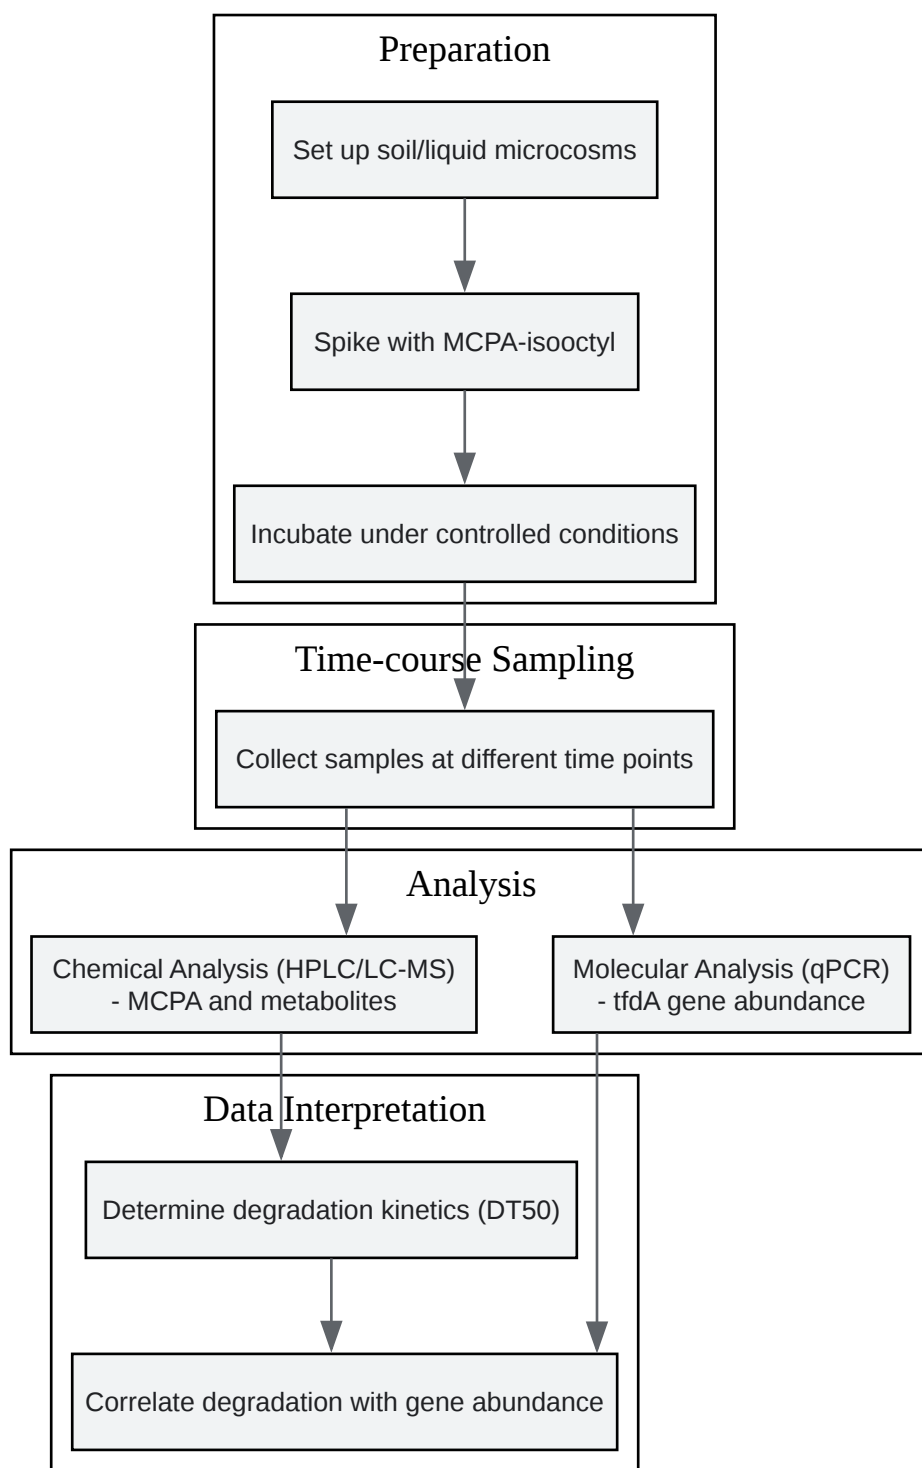 Preparation
Set up soil/liquid microcosms
Spike with MCPA-isooctyl
Incubate under controlled conditions
Time-course Sampling
Collect samples at different time points
Analysis
Chemical Analysis (HPLC/LC-MS)
- MCPA and metabolites
Molecular Analysis (qPCR)
- tfdA gene abundance
Data Interpretation
Determine degradation kinetics (DT50)
Correlate degradation with gene abundance